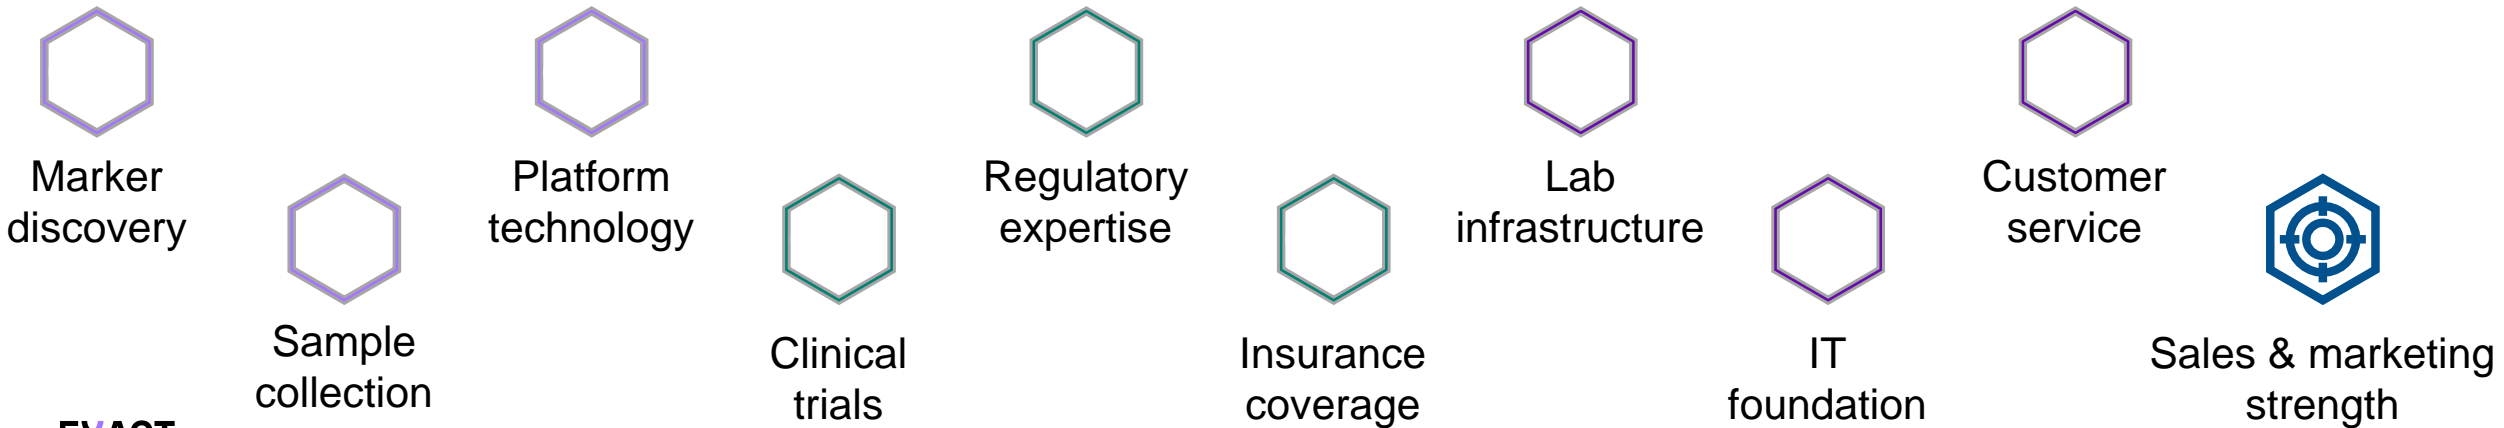 Marker
discovery
Sample
collection
Platform
technology
Clinical
trials
Regulatory
expertise
Insurance
coverage
Lab
infrastructure
IT
foundation
Customer
service
Sales & marketing
strength
EXACT